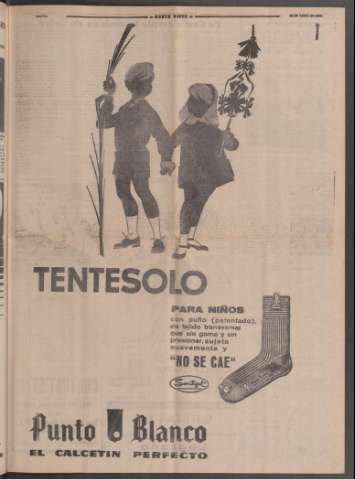 TENTESOLO
PARA NIÑOS
con puño (patentado),
de tejido transversal
que sin goma y sin
presionar, sujeta
suavemente y
"NO SE CAE"
Punto Blanco
EL CALCETIN PERFECTO